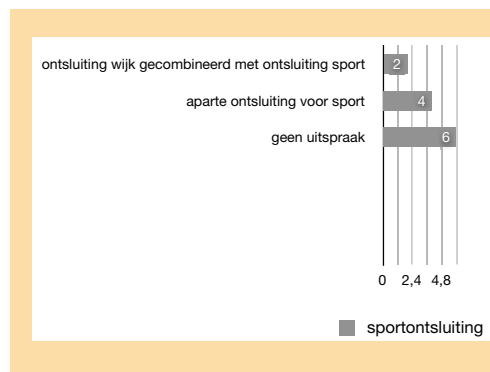 ontsluiting wijk gecombineerd met ontsluiting sport 2
aparte ontsluiting voor sport 4
geen uitspraak 6
0 2,4 4,8
sportontsluiting